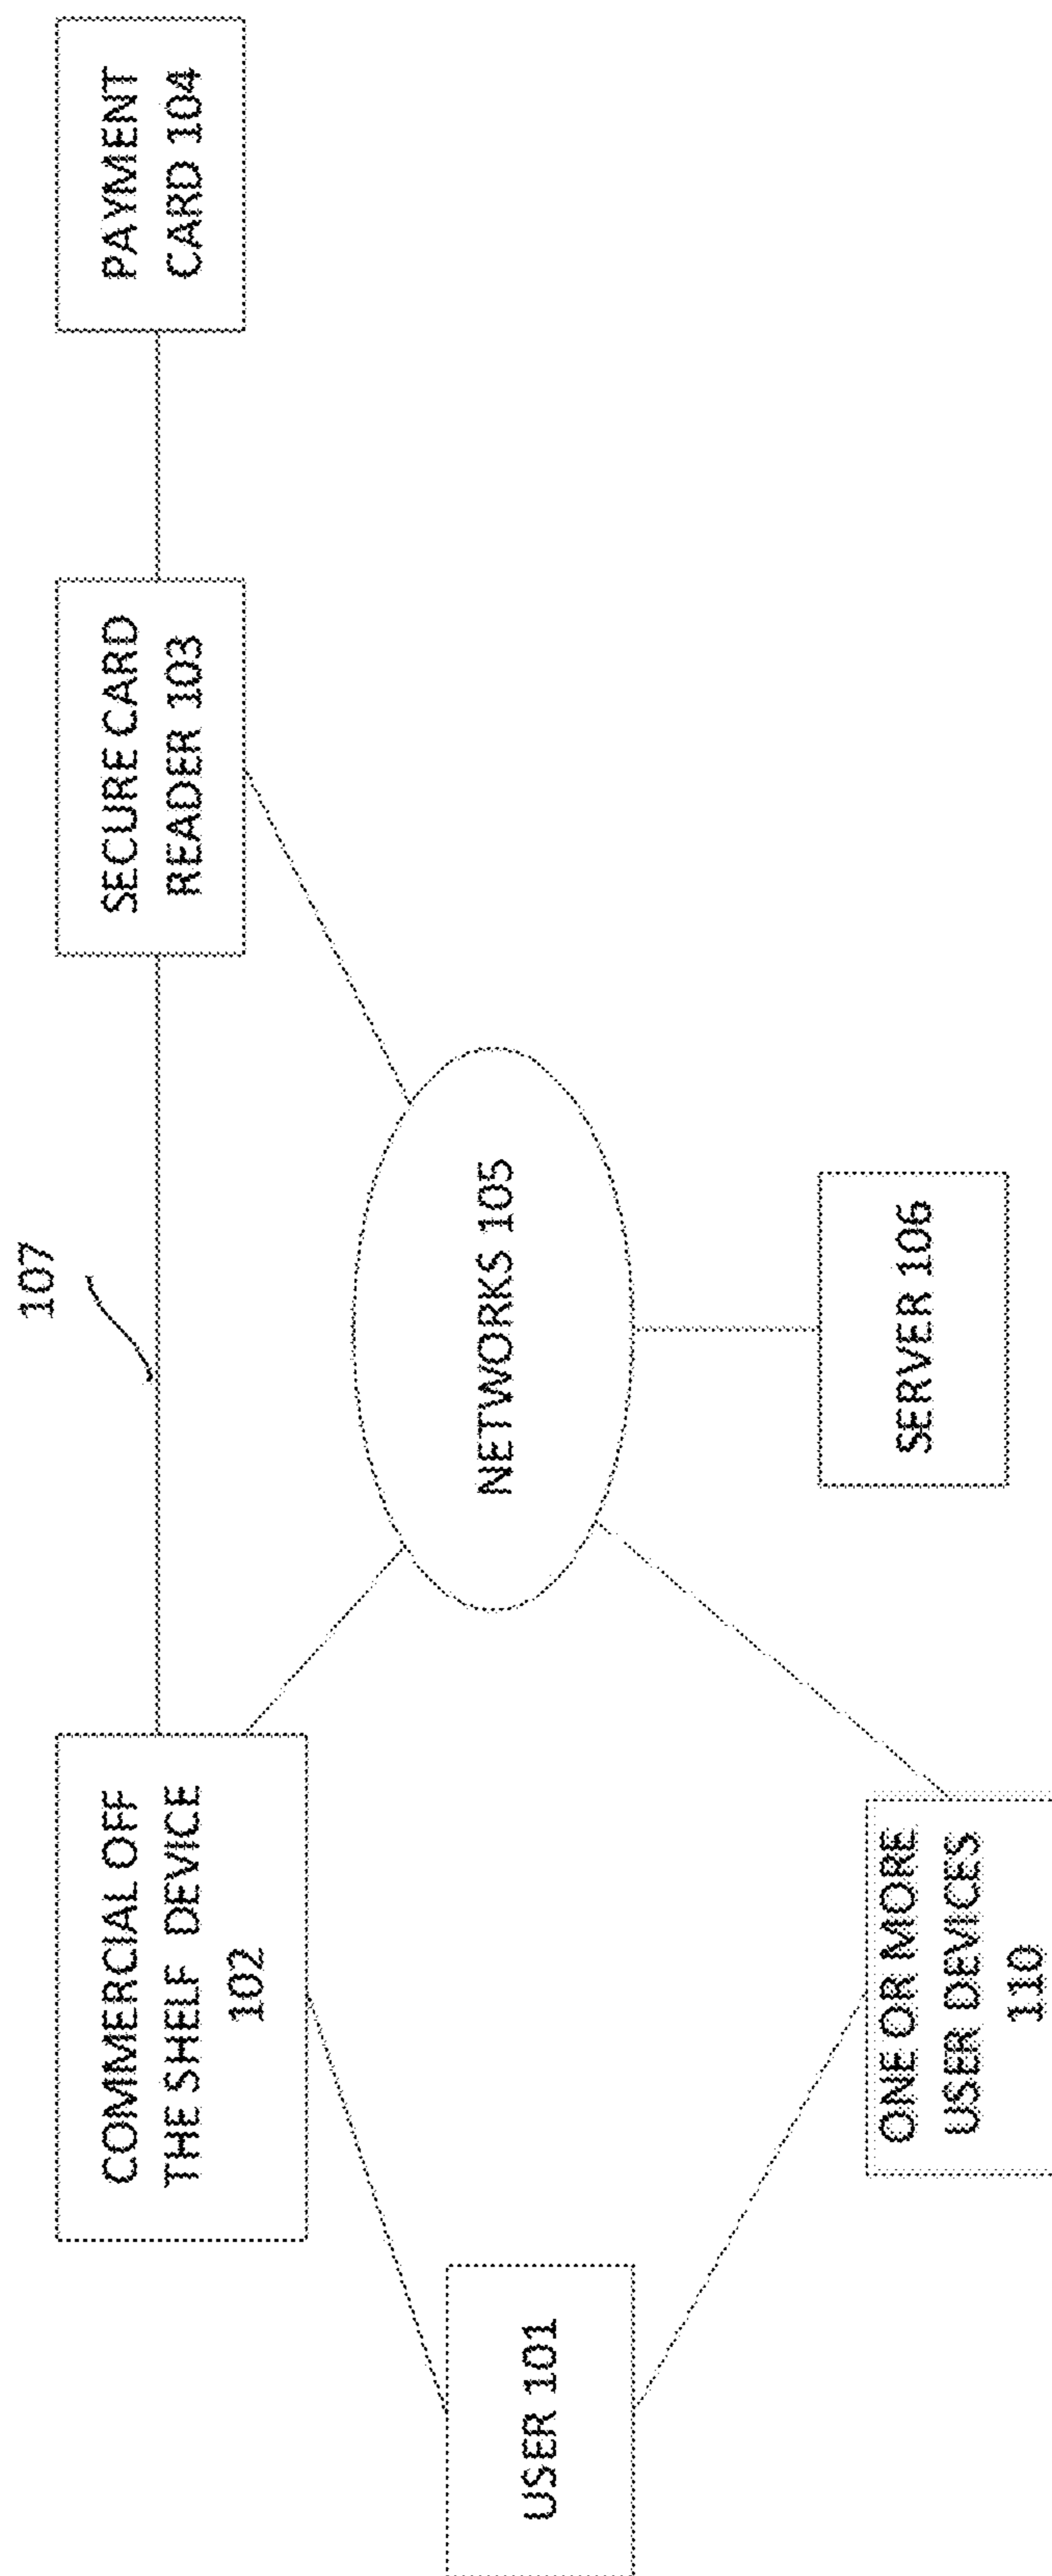 107
COMMERCIAL OFF
THE SHELF DEVICE
102
SECURE CARD
READER 103
PAYMENT
CARD 104
NETWORKS 105
USER 101
ONE OR MORE
USER DEVICES
110
SERVER 106